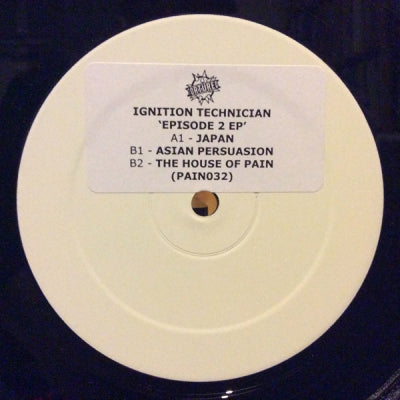 IGNITION TECHNICIAN
'EPISODE 2 EP'
A1 - JAPAN
B1 - ASIAN PERSUASION
B2 - THE HOUSE OF PAIN
(PAIN032)